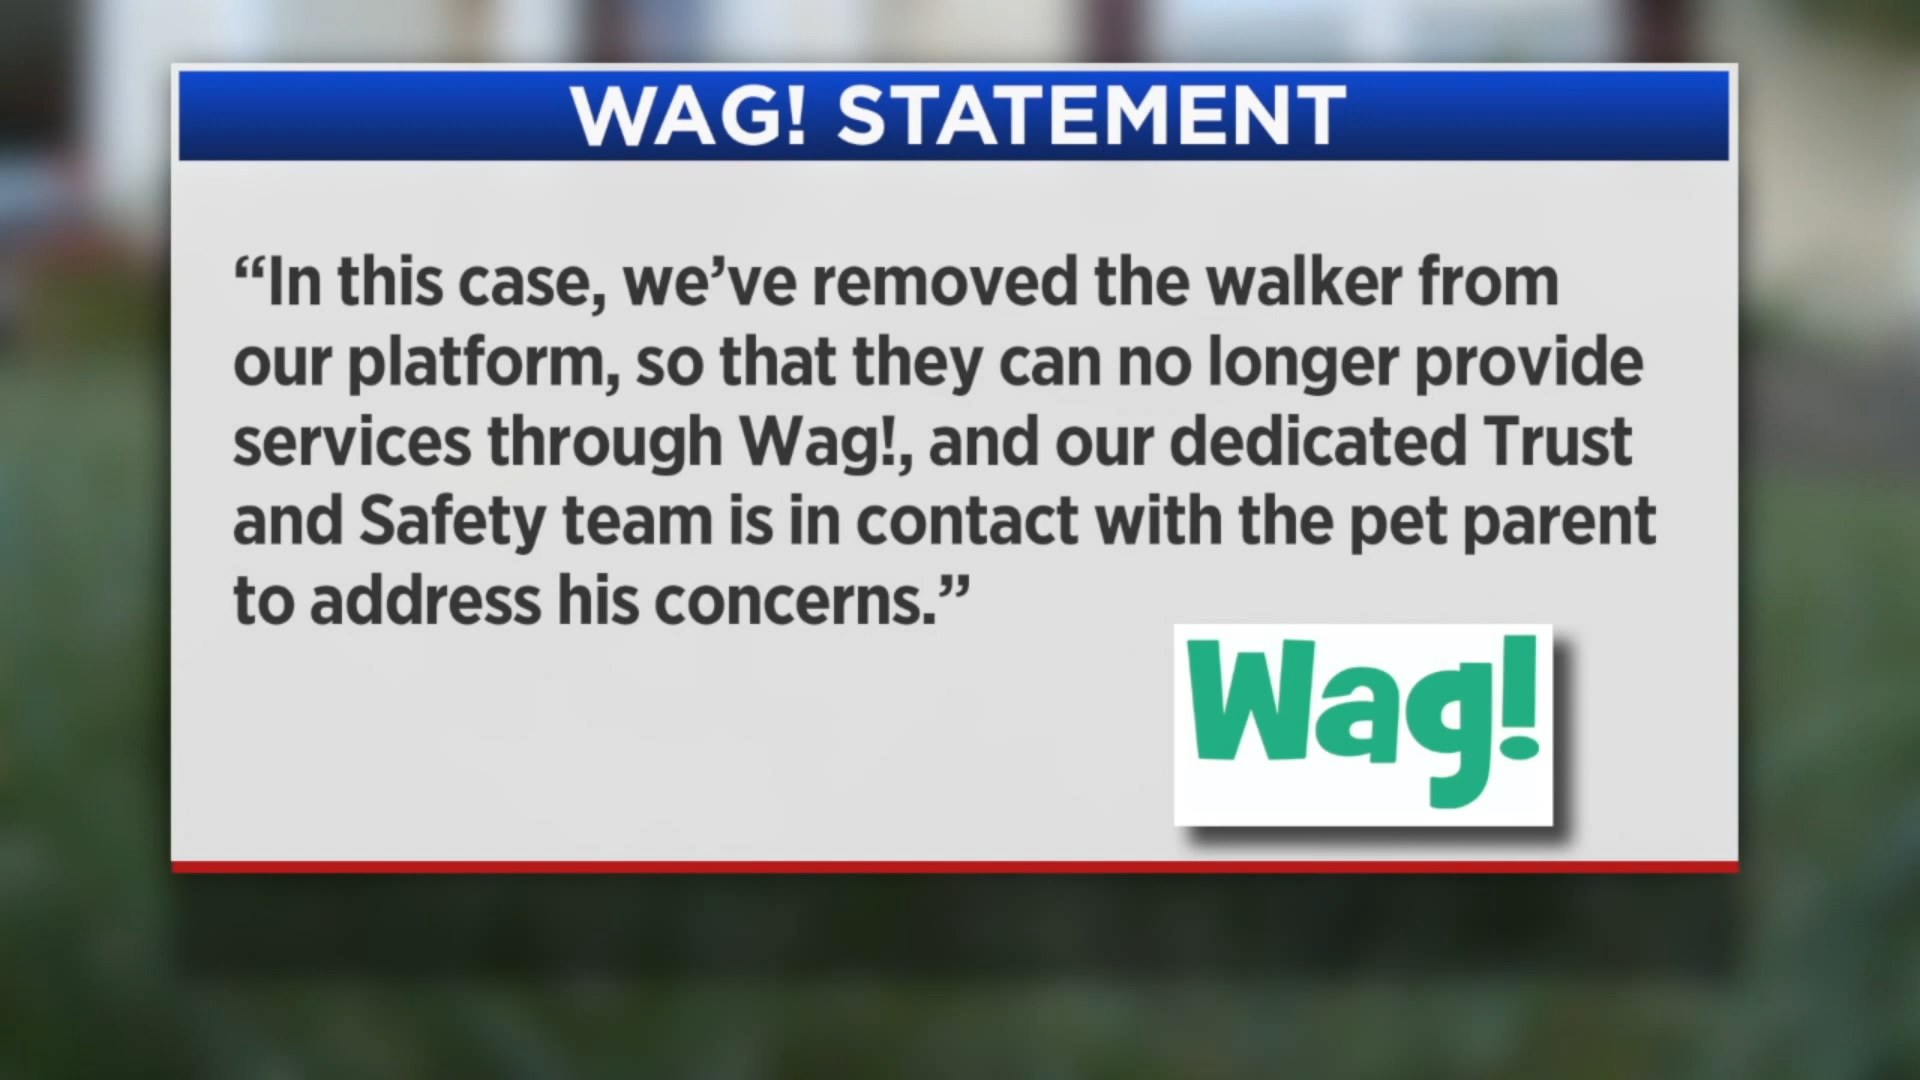 WAG! STATEMENT
“In this case, we’ve removed the walker from
our platform, so that they can no longer provide
services through Wag!, and our dedicated Trust
and Safety team is in contact with the pet parent
to address his concerns.”
Wag!